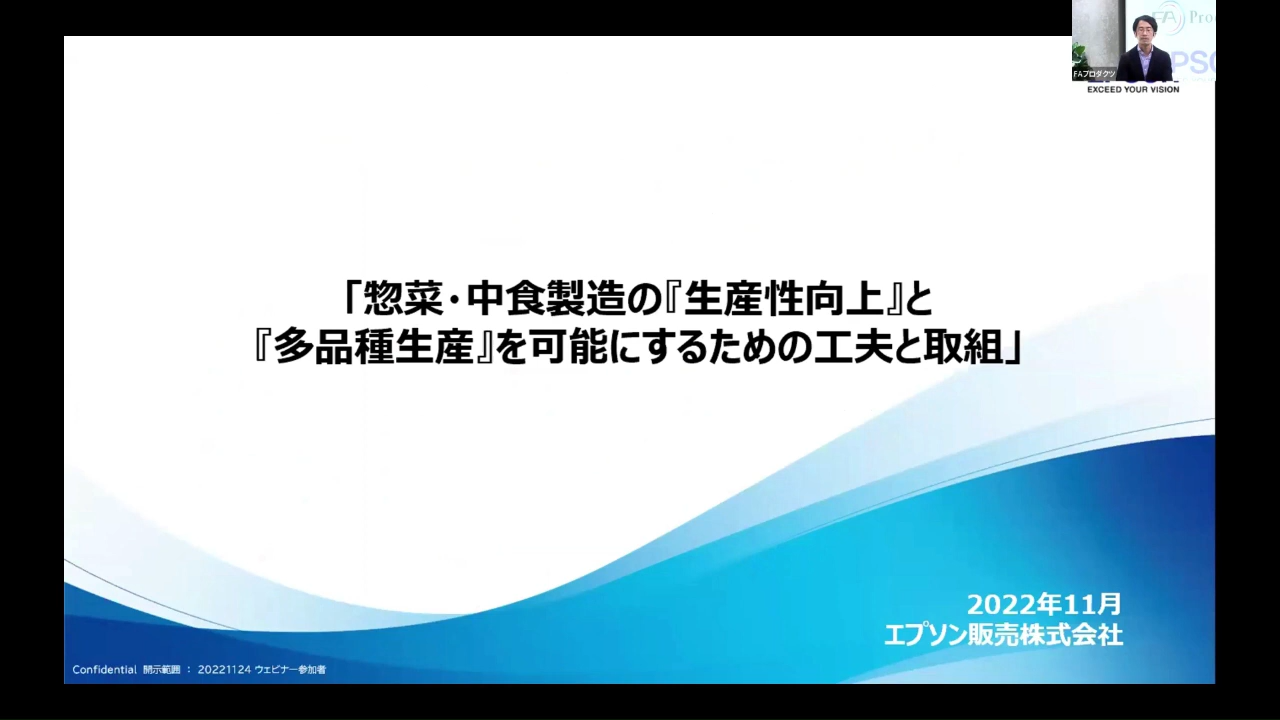 FA Pro
PSO
FAプロダクツ
EXCEED YOUR VISION
「惣菜・中食製造の『生産性向上』と
『多品種生産』を可能にするための工夫と取組」
2022年11月
エプソン販売株式会社
Confidential 開示範囲 : 20221124 ウェビナー参加者